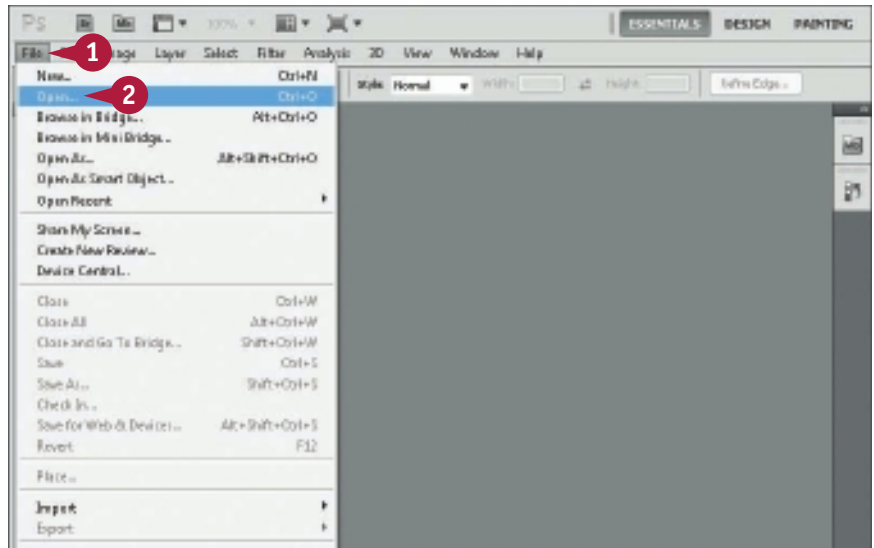 Ps Br Mb 100% ESSENTIALS DESIGN PAINTING
File 1 Layer Select Filter Analysis 3D View Window Help
New... Ctrl+N
Style: Normal Width: Height: Refine Edge...
Open... 2 Ctrl+O
Browse in Bridge... Alt+Ctrl+O
Browse in Mini Bridge...
Open As... Alt+Shift+Ctrl+O
Open As Smart Object...
Open Recent
Share My Screen...
Create New Review...
Device Central...
Close Ctrl+W
Close All Alt+Ctrl+W
Close and Go To Bridge... Shift+Ctrl+W
Save Ctrl+S
Save As... Shift+Ctrl+S
Check In...
Save for Web & Devices... Alt+Shift+Ctrl+S
Revert F12
Place...
Import
Export